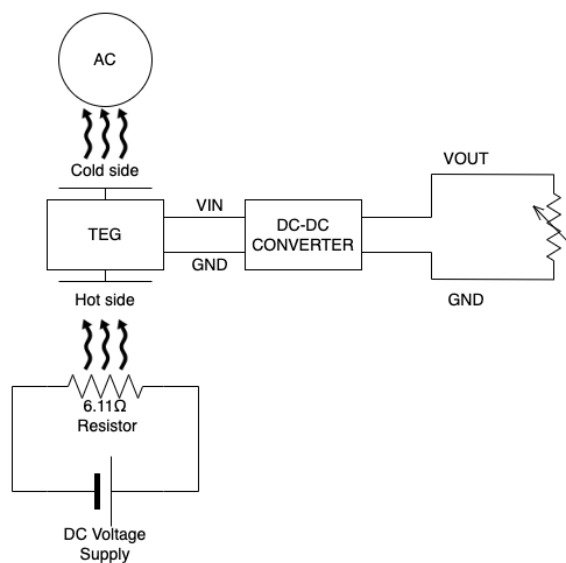 AC
Cold side
VOUT
VIN
TEG
DC-DC
CONVERTER
GND
Hot side
GND
6.11Ω
Resistor
DC Voltage
Supply